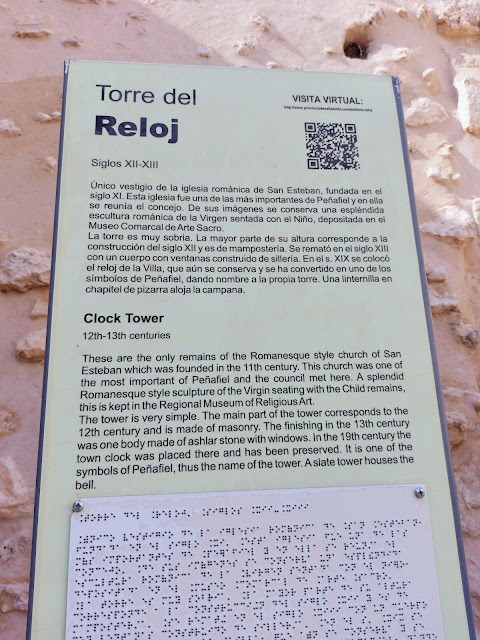 Torre del
Reloj
VISITA VIRTUAL:
Siglos XII-XIII
Único vestigio de la iglesia románica de San Esteban, fundada en el
siglo XI. Esta iglesia fue una de las más importantes de Peñafiel y en ella
se reunía el concejo. De sus imágenes se conserva una espléndida
escultura románica de la Virgen sentada con el Niño, depositada en el
Museo Comarcal de Arte Sacro.
La torre es muy sobria. La mayor parte de su altura corresponde a la
construcción del siglo XII y es de mampostería. Se remató en el siglo XIII
con un cuerpo con ventanas construido de sillería. En el s. XIX se colocó
el reloj de la Villa, que aún se conserva y se ha convertido en uno de los
símbolos de Peñafiel, dando nombre a la propia torre. Una linternilla en
chapitel de pizarra aloja la campana.
Clock Tower
12th-13th centuries
These are the only remains of the Romanesque style church of San
Esteban which was founded in the 11th century. This church was one of
the most important of Peñafiel and the council met here. A splendid
Romanesque style sculpture of the Virgin seating with the Child remains,
this is kept in the Regional Museum of Religious Art.
The tower is very simple. The main part of the tower corresponds to the
12th century and is made of masonry. The finishing in the 13th century
was one body made of ashlar stone with windows. In the 19th century the
town clock was placed there and has been preserved. It is one of the
symbols of Peñafiel, thus the name of the tower. A slate tower houses the
bell.